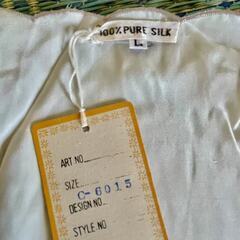 100% PURE SILK
L
ART NO.
SIZE
C-6015
DESIGN NO.
STYLE NO.